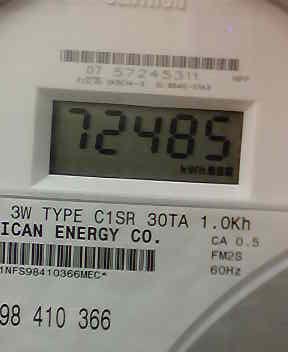 07 57245311
72485
kWh
3W TYPE C1SR 30TA 1.0Kh
ICAN ENERGY CO.
CA 0.5
FM2S
60Hz
1NFS98410366MEC*
98 410 366